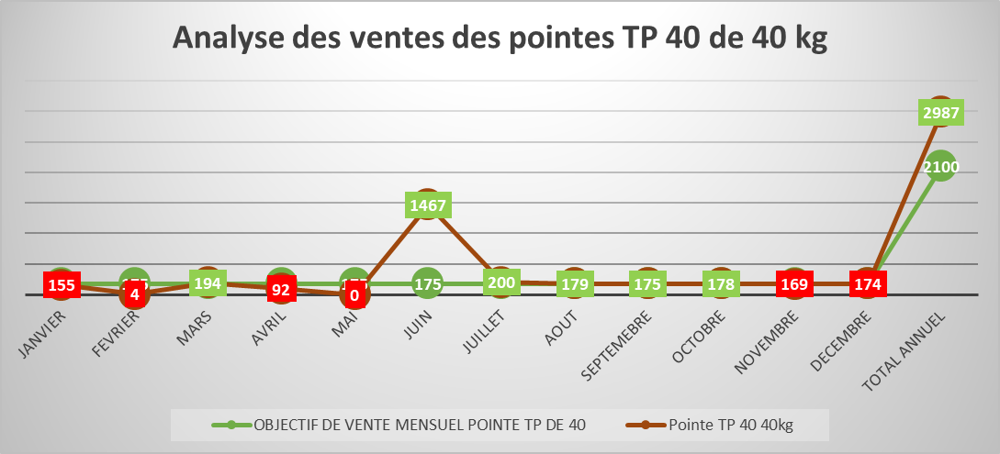 Analyse des ventes des pointes TP 40 de 40 kg
2987
2100
1467
155
4
194
92
0
175
200
179
175
178
169
174
JANVIER
FEVRIER
MARS
AVRIL
MAI
JUIN
JUILLET
AOUT
SEPTEMEBRE
OCTOBRE
NOVEMBRE
DECEMBRE
TOTAL ANNUEL
OBJECTIF DE VENTE MENSUEL POINTE TP DE 40
Pointe TP 40 40kg